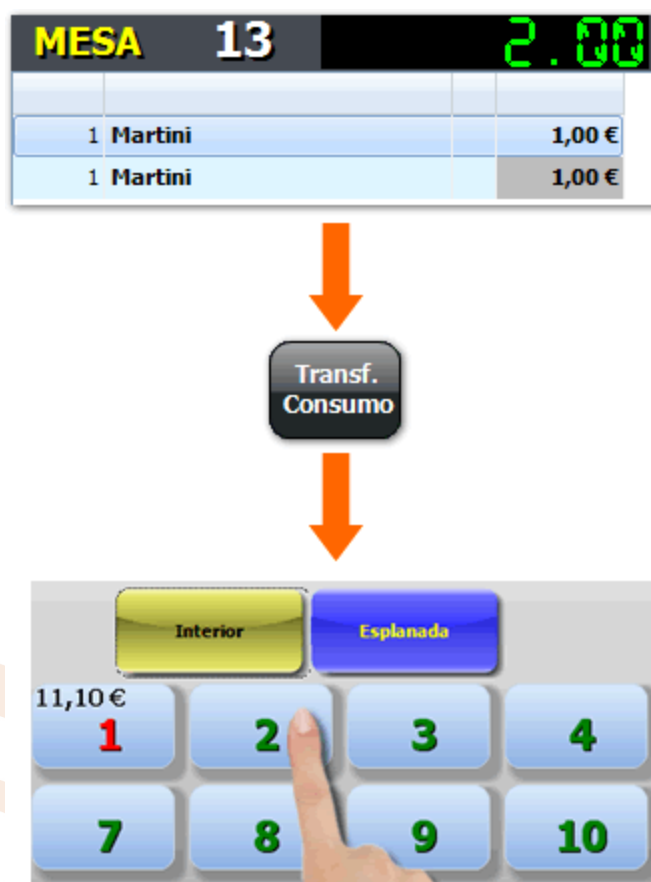 MESA 13 2.00
1 Martini 1,00 €
1 Martini 1,00 €
Transf.
Consumo
Interior Esplanada
11,10 €
1 2 3 4
7 8 9 10